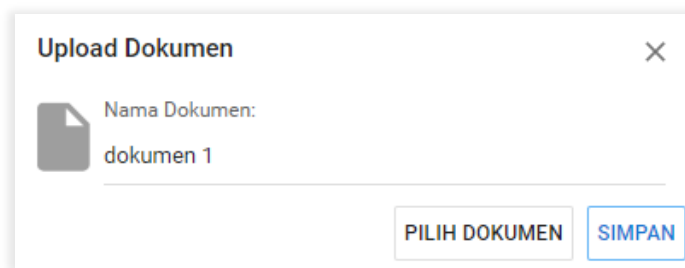 Upload Dokumen
Nama Dokumen:
dokumen 1
PILIH DOKUMEN SIMPAN